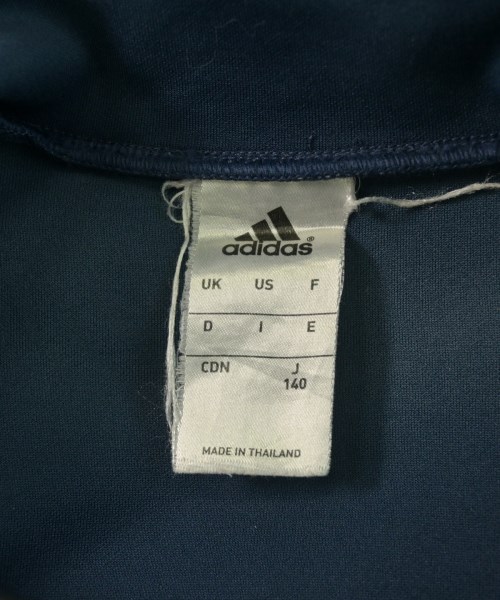 adidas®
UK US F
D I E
CDN J
140
MADE IN THAILAND